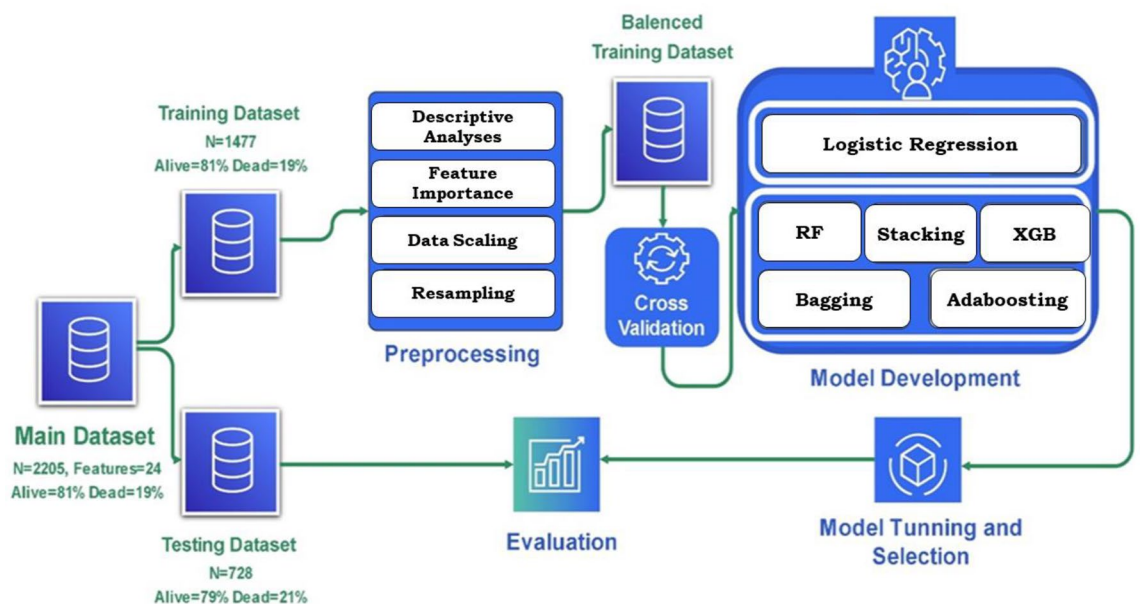 Balenced
Training Dataset
Training Dataset
N=1477
Alive=81% Dead=19%
Descriptive
Analyses
Feature
Importance
Data Scaling
Resampling
Preprocessing
Cross
Validation
Logistic Regression
RF
Stacking
XGB
Bagging
Adaboosting
Model Development
Main Dataset
N=2205, Features=24
Alive=81% Dead=19%
Testing Dataset
N=728
Alive=79% Dead=21%
Evaluation
Model Tunning and
Selection